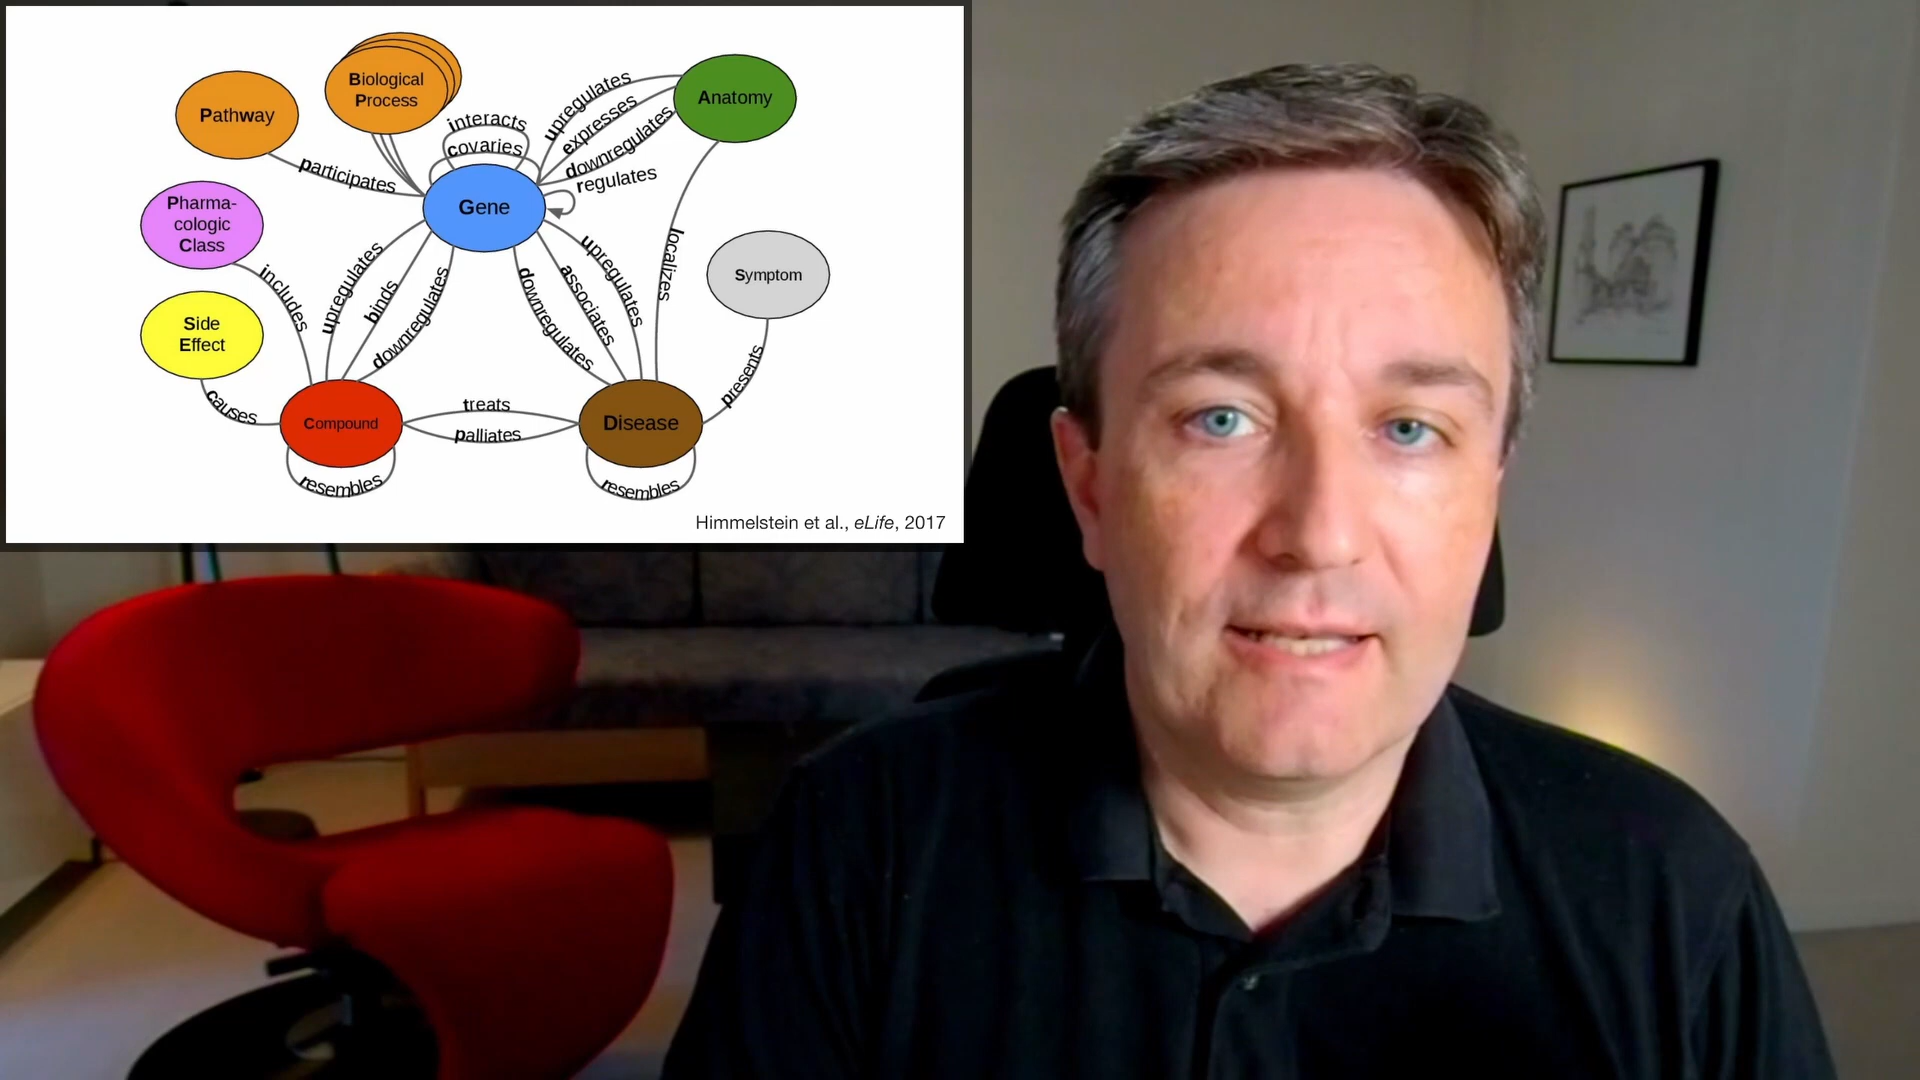 Biological
Process
Pathway
Anatomy
upregulates
expresses
downregulates
interacts
covaries
participates
regulates
Gene
Pharma-
cologic
Class
includes
upregulates
binds
downregulates
downregulates
associates
upregulates
localizes
Symptom
Side
Effect
causes
Compound
treats
palliates
Disease
presents
resembles
resembles
Himmelstein et al., eLife, 2017